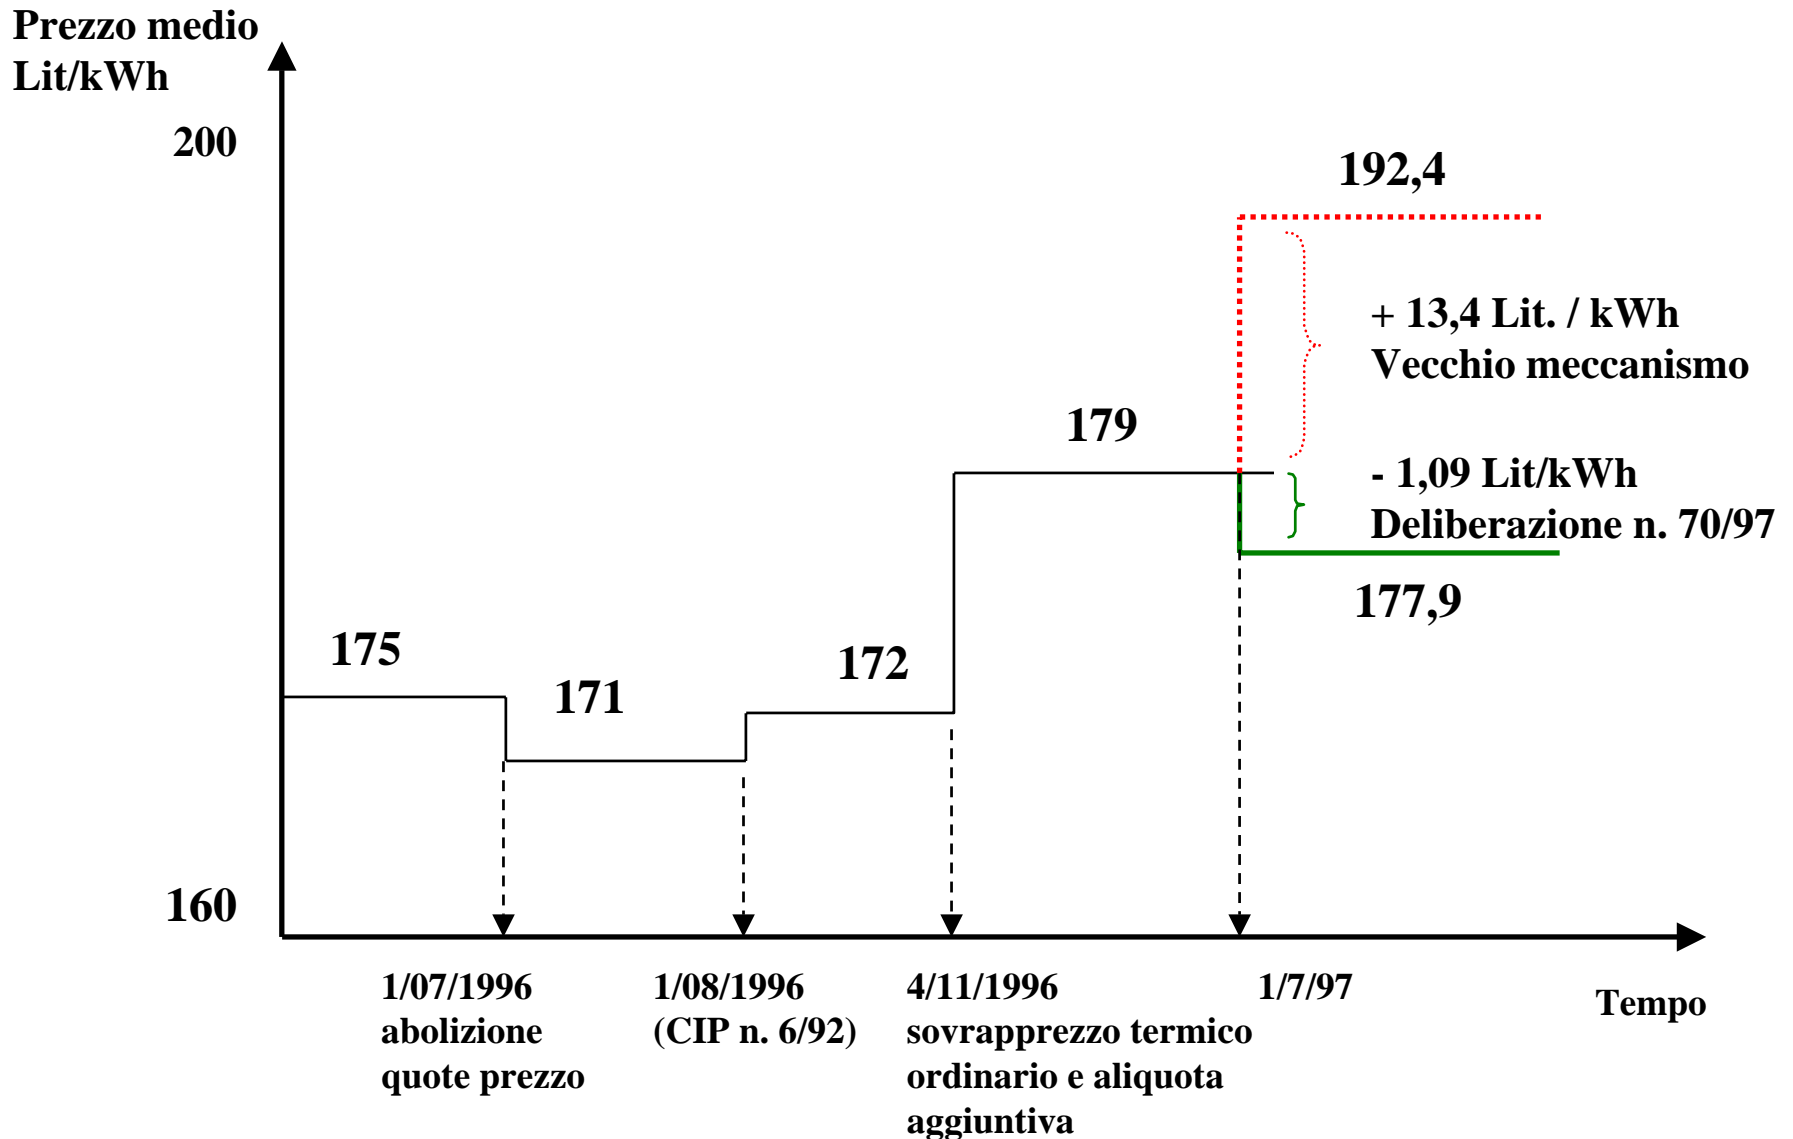 Prezzo medio
Lit/kWh
200
192,4
+ 13,4 Lit. / kWh
Vecchio meccanismo
179
- 1,09 Lit/kWh
Deliberazione n. 70/97
177,9
175
171
172
160
1/07/1996
abolizione
quote prezzo
1/08/1996
(CIP n. 6/92)
4/11/1996
sovrapprezzo termico
ordinario e aliquota
aggiuntiva
1/7/97
Tempo